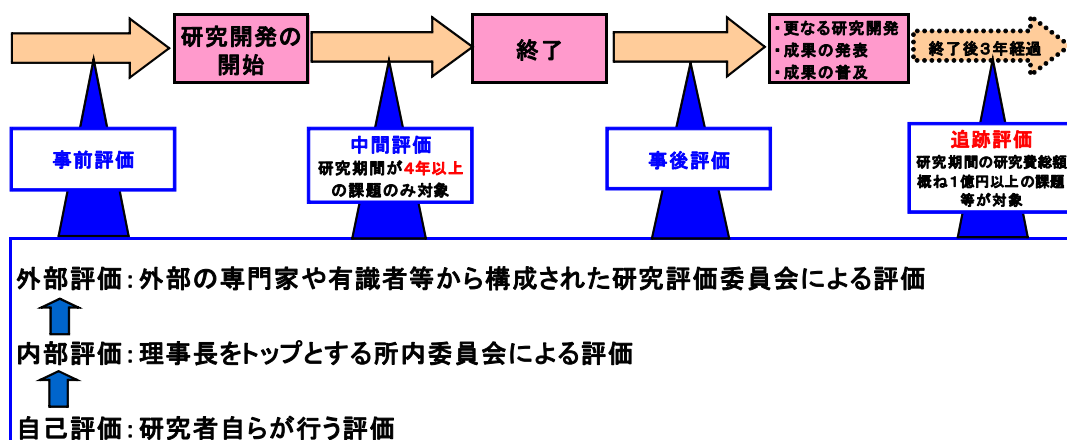 研究開発の
開始
終了
・更なる研究開発
・成果の発表
・成果の普及
終了後3年経過
事前評価
中間評価
研究期間が4年以上
の課題のみ対象
事後評価
追跡評価
研究期間の研究費総額
概ね1億円以上の課題
等が対象
外部評価：外部の専門家や有識者等から構成された研究評価委員会による評価
内部評価：理事長をトップとする所内委員会による評価
自己評価：研究者自らが行う評価